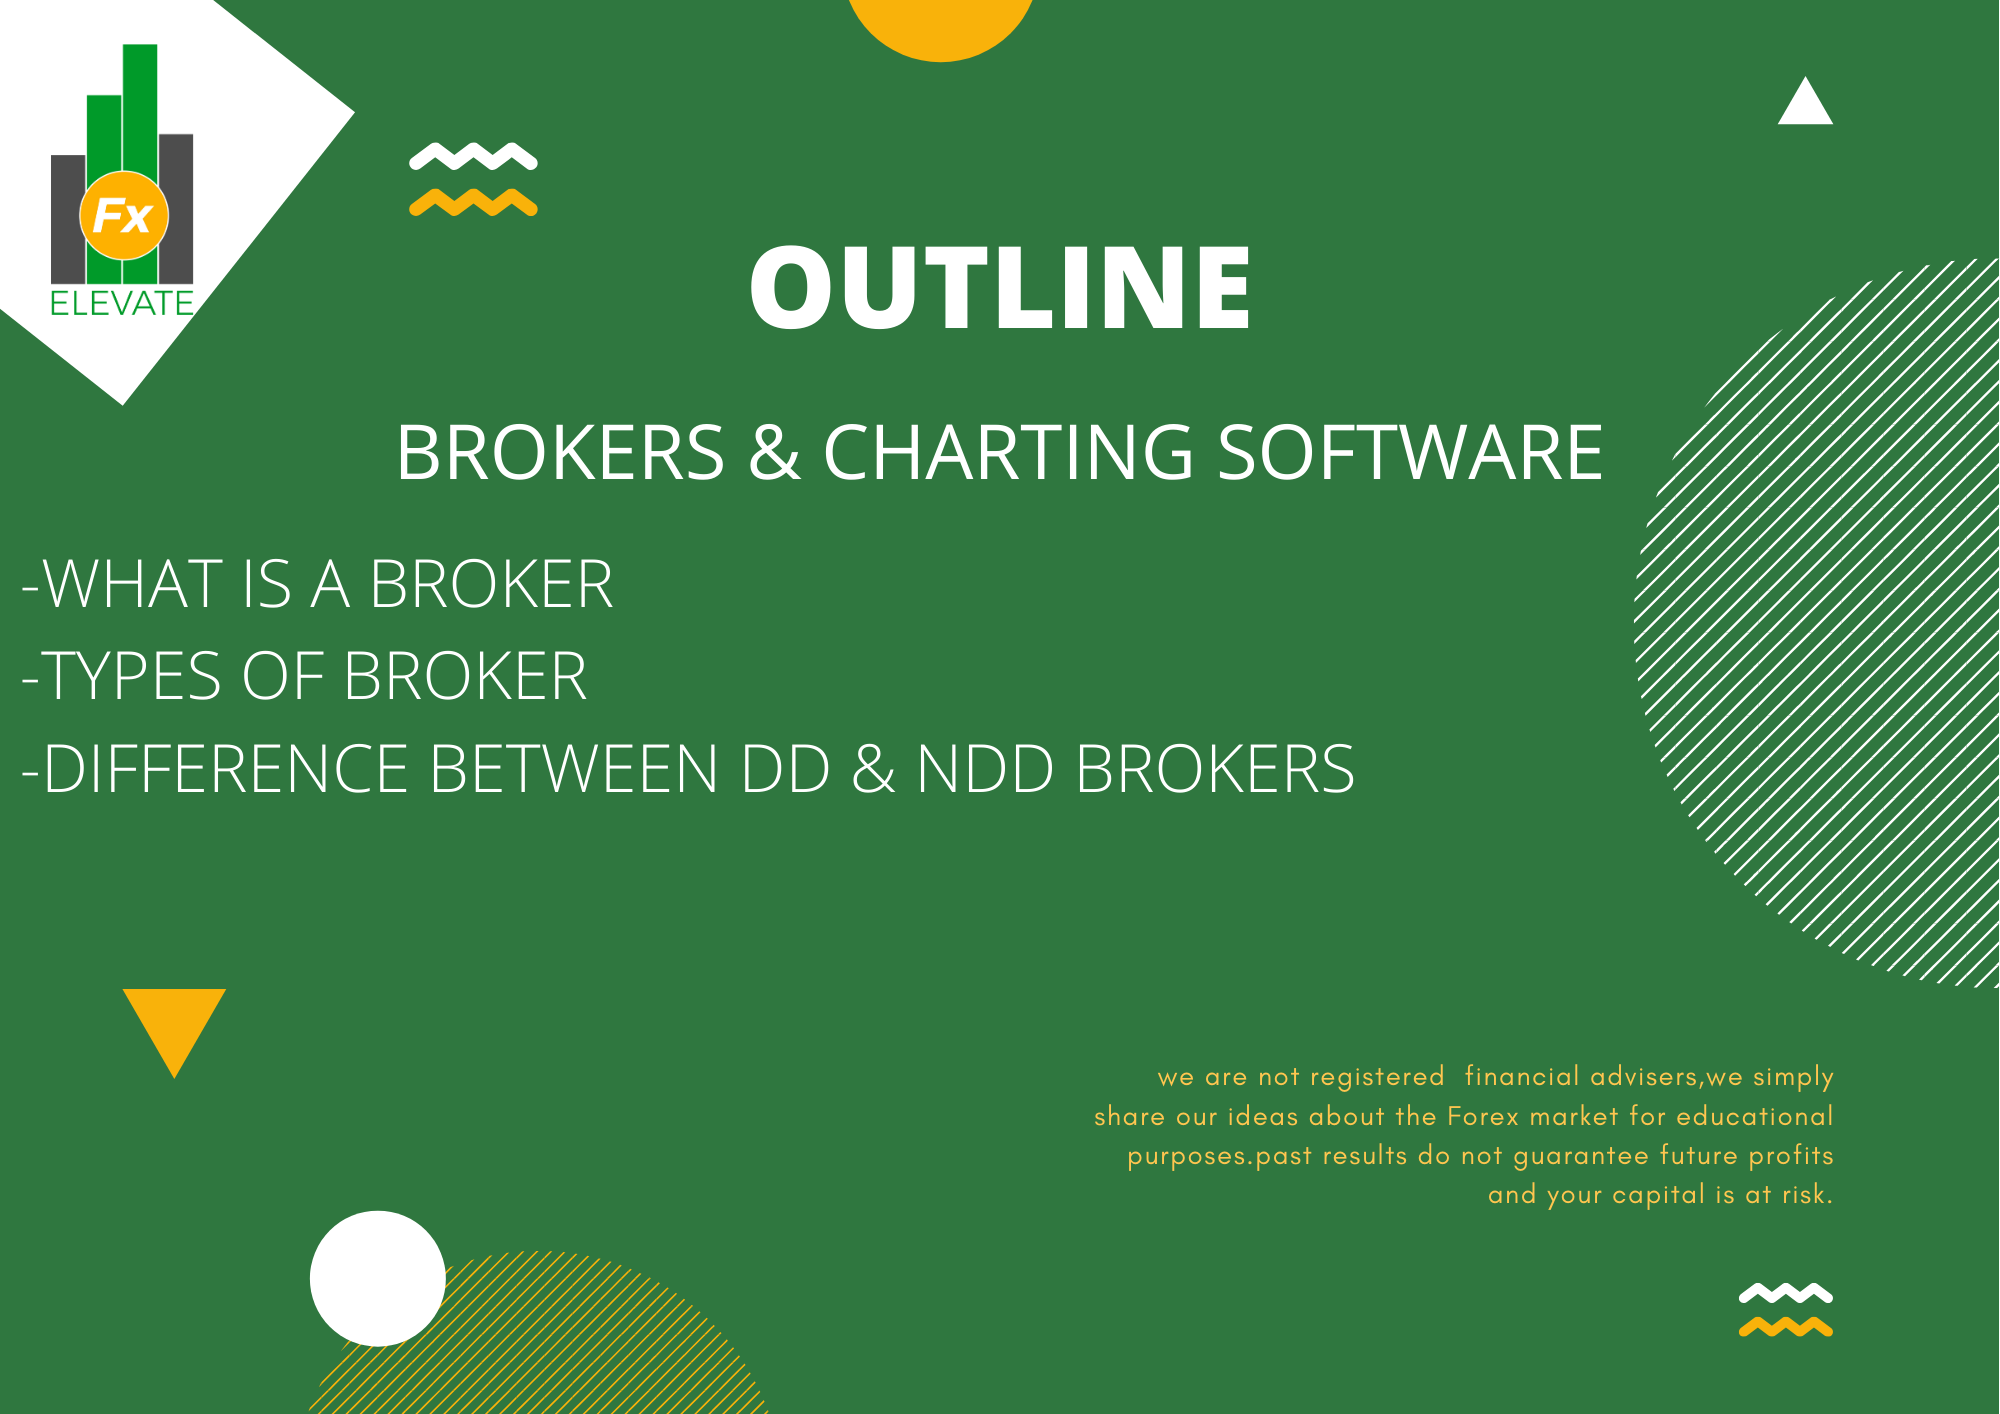 Fx
ELEVATE
OUTLINE
BROKERS & CHARTING SOFTWARE
-WHAT IS A BROKER
-TYPES OF BROKER
-DIFFERENCE BETWEEN DD & NDD BROKERS
we are not registered  financial advisers,we simply
share our ideas about the Forex market for educational
purposes.past results do not guarantee future profits
and your capital is at risk.